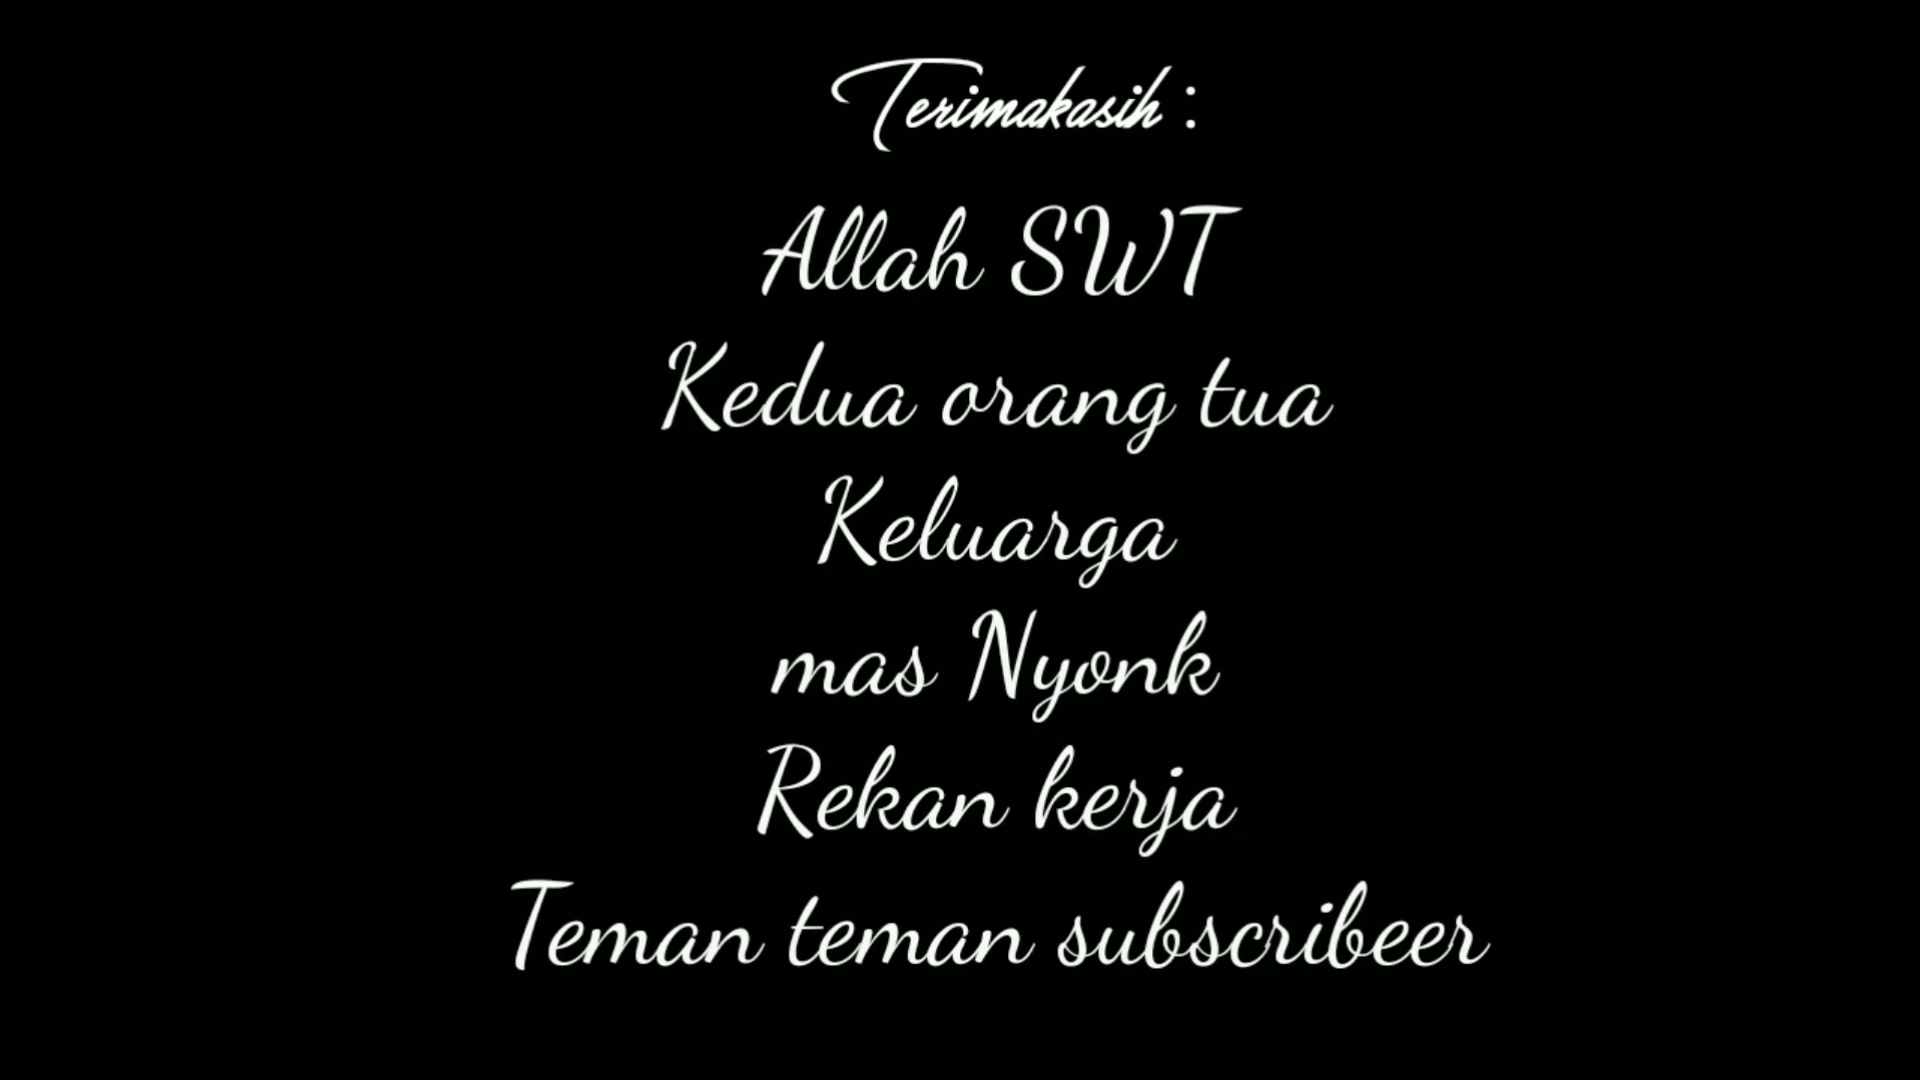 Terimakasih :
Allah SWT
Kedua orang tua
Keluarga
mas Nyonk
Rekan kerja
Teman teman subscribeer